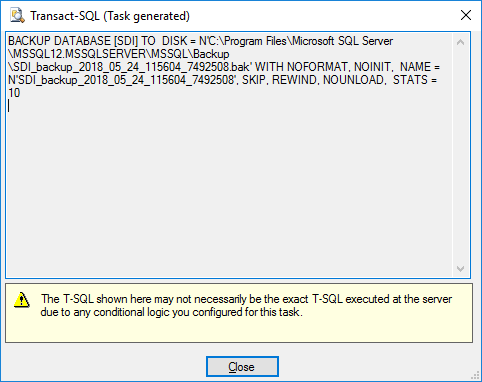 Transact-SQL (Task generated)
BACKUP DATABASE [SDI] TO  DISK = N'C:\Program Files\Microsoft SQL Server
\MSSQL12.MSSQLSERVER\MSSQL\Backup
\SDI_backup_2018_05_24_115604_7492508.bak' WITH NOFORMAT, NOINIT,  NAME =
N'SDI_backup_2018_05_24_115604_7492508', SKIP, REWIND, NOUNLOAD,  STATS =
10
The T-SQL shown here may not necessarily be the exact T-SQL executed at the server
due to any conditional logic you configured for this task.
Close